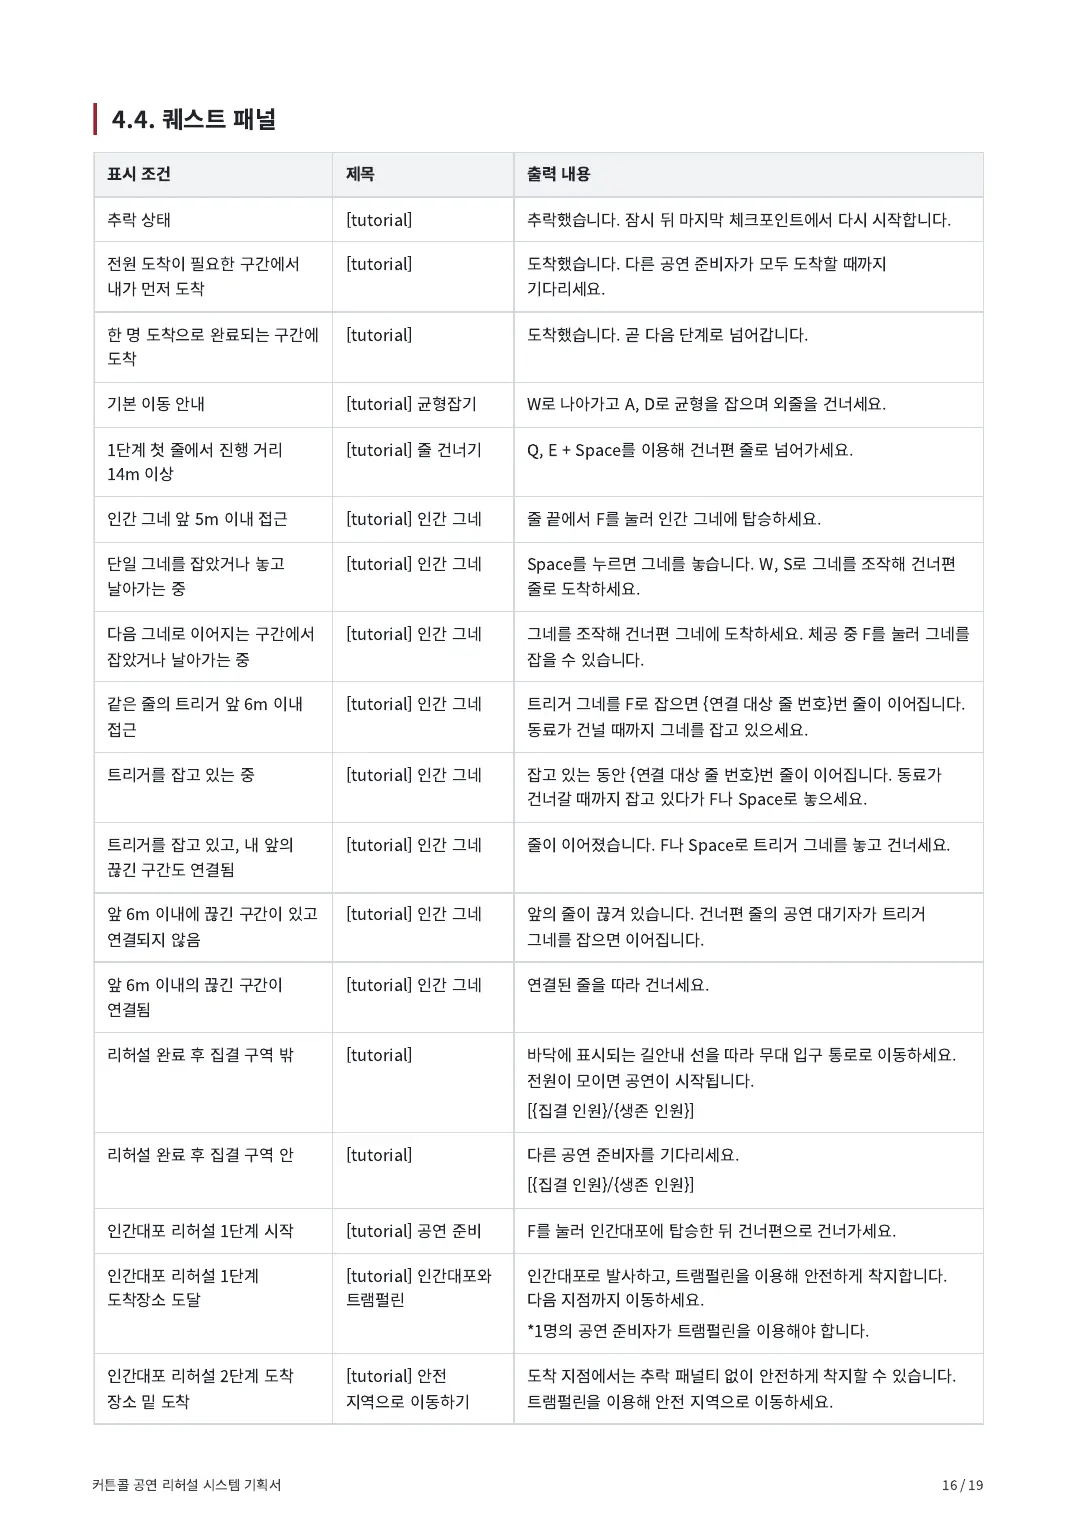 4.4. 퀘스트 패널
표시 조건 제목 출력 내용
추락 상태 [tutorial] 추락했습니다. 잠시 뒤 마지막 체크포인트에서 다시 시작합니다.
전원 도착이 필요한 구간에서 [tutorial] 도착했습니다. 다른 공연 준비자가 모두 도착할 때까지
내가 먼저 도착 기다리세요.
한 명 도착으로 완료되는 구간에 [tutorial] 도착했습니다. 곧 다음 단계로 넘어갑니다.
도착
기본 이동 안내 [tutorial] 균형잡기 W로 나아가고 A, D로 균형을 잡으며 외줄을 건너세요.
1단계 첫 줄에서 진행 거리 [tutorial] 줄 건너기 Q, E + Space를 이용해 건너편 줄로 넘어가세요.
14m 이상
인간 그네 앞 5m 이내 접근 [tutorial] 인간 그네 줄 끝에서 F를 눌러 인간 그네에 탑승하세요.
단일 그네를 잡았거나 놓고 [tutorial] 인간 그네 Space를 누르면 그네를 놓습니다. W, S로 그네를 조작해 건너편
날아가는 중 줄로 도착하세요.
다음 그네로 이어지는 구간에서 [tutorial] 인간 그네 그네를 조작해 건너편 그네에 도착하세요. 체공 중 F를 눌러 그네를
잡았거나 날아가는 중 잡을 수 있습니다.
같은 줄의 트리거 앞 6m 이내 [tutorial] 인간 그네 트리거 그네를 F로 잡으면 {연결 대상 줄 번호}번 줄이 이어집니다.
접근 동료가 건널 때까지 그네를 잡고 있으세요.
트리거를 잡고 있는 중 [tutorial] 인간 그네 잡고 있는 동안 {연결 대상 줄 번호}번 줄이 이어집니다. 동료가
건너갈 때까지 잡고 있다가 F나 Space로 놓으세요.
트리거를 잡고 있고, 내 앞의 [tutorial] 인간 그네 줄이 이어졌습니다. F나 Space로 트리거 그네를 놓고 건너세요.
끊긴 구간도 연결됨
앞 6m 이내에 끊긴 구간이 있고 [tutorial] 인간 그네 앞의 줄이 끊겨 있습니다. 건너편 줄의 공연 대기자가 트리거
연결되지 않음 그네를 잡으면 이어집니다.
앞 6m 이내의 끊긴 구간이 [tutorial] 인간 그네 연결된 줄을 따라 건너세요.
연결됨
리허설 완료 후 집결 구역 밖 [tutorial] 바닥에 표시되는 길안내 선을 따라 무대 입구 통로로 이동하세요.
전원이 모이면 공연이 시작됩니다.
[{집결 인원}/{생존 인원}]
리허설 완료 후 집결 구역 안 [tutorial] 다른 공연 준비자를 기다리세요.
[{집결 인원}/{생존 인원}]
인간대포 리허설 1단계 시작 [tutorial] 공연 준비 F를 눌러 인간대포에 탑승한 뒤 건너편으로 건너가세요.
인간대포 리허설 1단계 [tutorial] 인간대포와 인간대포로 발사하고, 트램펄린을 이용해 안전하게 착지합니다.
도착장소 도달 트램펄린 다음 지점까지 이동하세요.
*1명의 공연 준비자가 트램펄린을 이용해야 합니다.
인간대포 리허설 2단계 도착 [tutorial] 안전 도착 지점에서는 추락 패널티 없이 안전하게 착지할 수 있습니다.
장소 밑 도착 지역으로 이동하기 트램펄린을 이용해 안전 지역으로 이동하세요.
커튼콜 공연 리허설 시스템 기획서 16 / 19